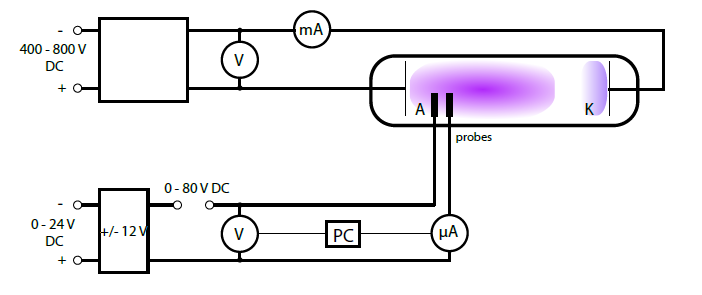 -
400 - 800 V
DC
+
V
mA
A
K
probes
0 - 80 V DC
-
0 - 24 V
DC
+
+/- 12 V
V
PC
µA